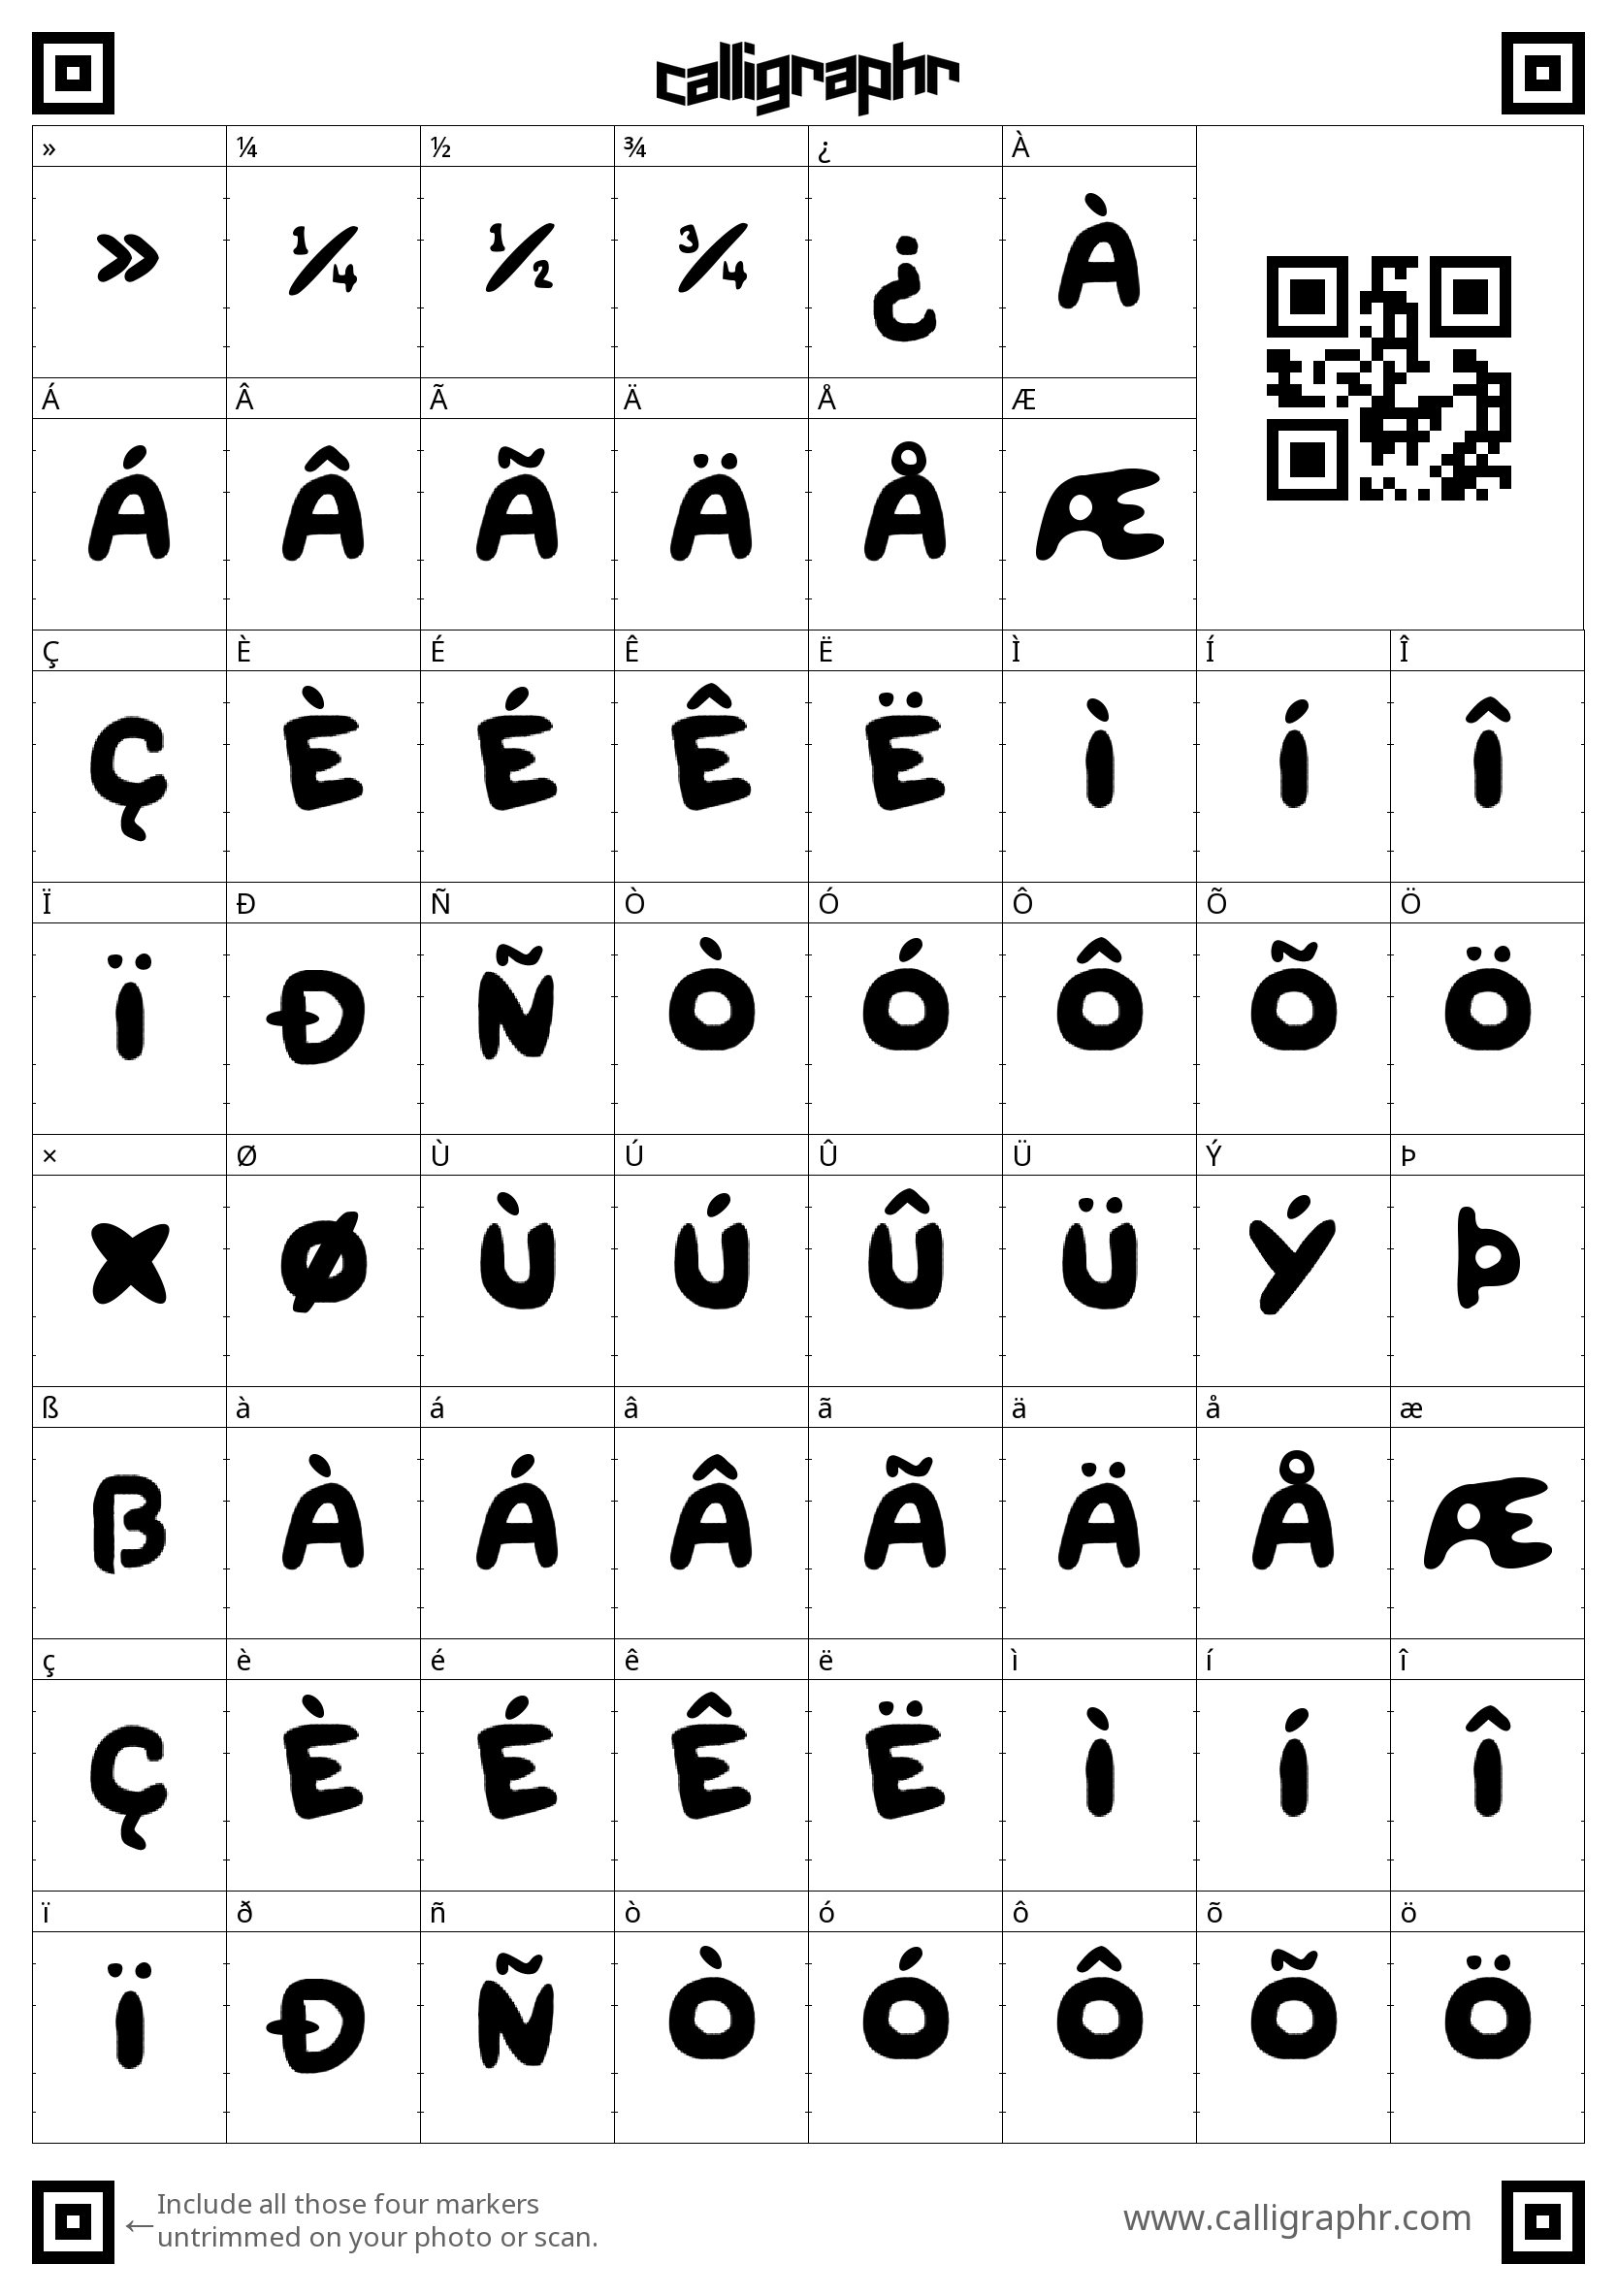 calligraphr
» ¼ ½ ¾ ¿ À
» ¼ ½ ¾ ¿ À
Á Â Ã Ä Å Æ
Á Â Ã Ä Å Æ
Ç È É Ê Ë Ì Í Î
Ç È É Ê Ë Ì Í Î
Ï Ð Ñ Ò Ó Ô Õ Ö
Ï Ð Ñ Ò Ó Ô Õ Ö
× Ø Ù Ú Û Ü Ý Þ
× Ø Ù Ú Û Ü Ý Þ
ß à á â ã ä å æ
ß À Á Â Ã Ä Å Æ
ç è é ê ë ì í î
Ç È É Ê Ë Ì Í Î
ï ð ñ ò ó ô õ ö
Ï Ð Ñ Ò Ó Ô Õ Ö
←Include all those four markers
untrimmed on your photo or scan.
www.calligraphr.com